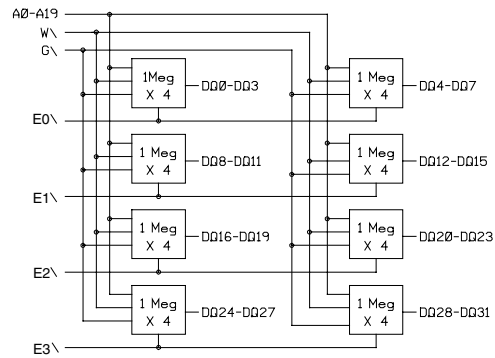 A0-A19
W\
G\
1Meg
X 4
DQ0-DQ3
1 Meg
X 4
DQ4-DQ7
E0\
1 Meg
X 4
DQ8-DQ11
1 Meg
X 4
DQ12-DQ15
E1\
1 Meg
X 4
DQ16-DQ19
1 Meg
X 4
DQ20-DQ23
E2\
1 Meg
X 4
DQ24-DQ27
1 Meg
X 4
DQ28-DQ31
E3\